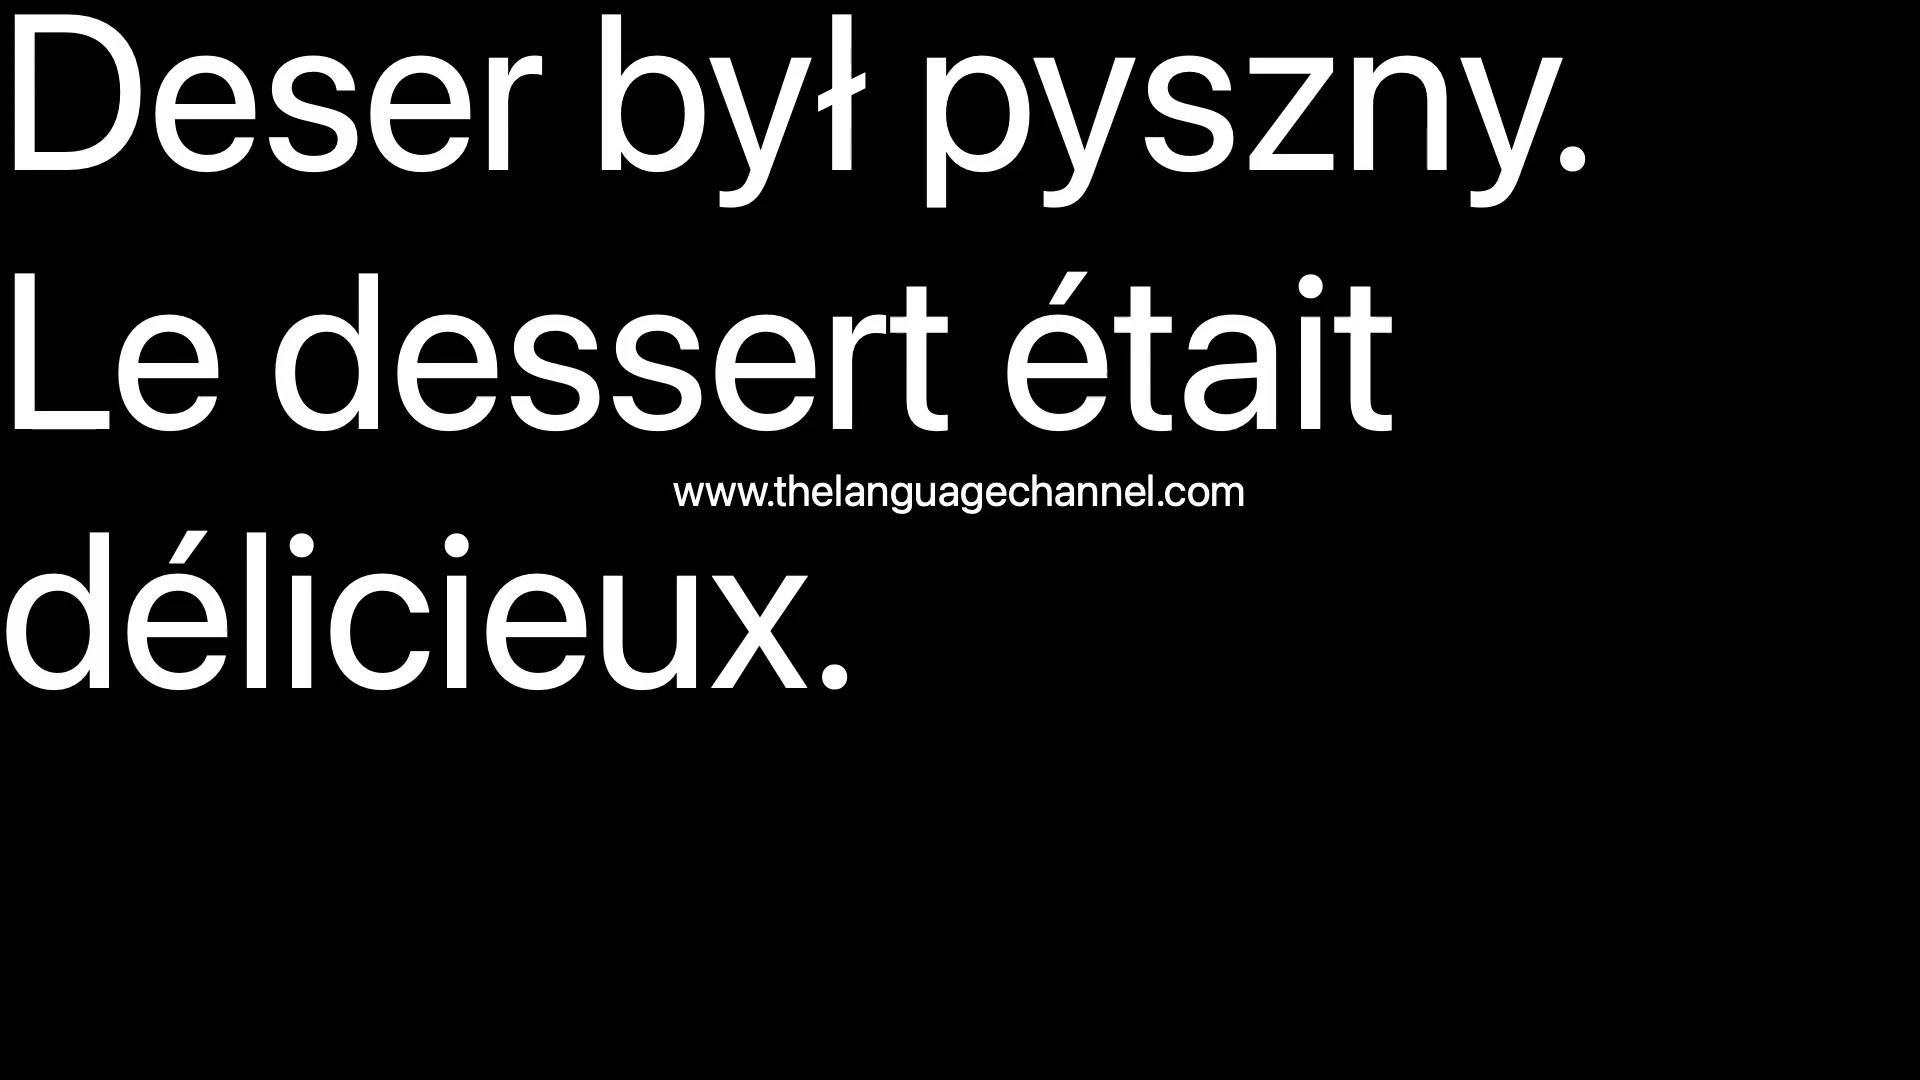 Deser był pyszny.
Le dessert était
www.thelanguagechannel.com
délicieux.